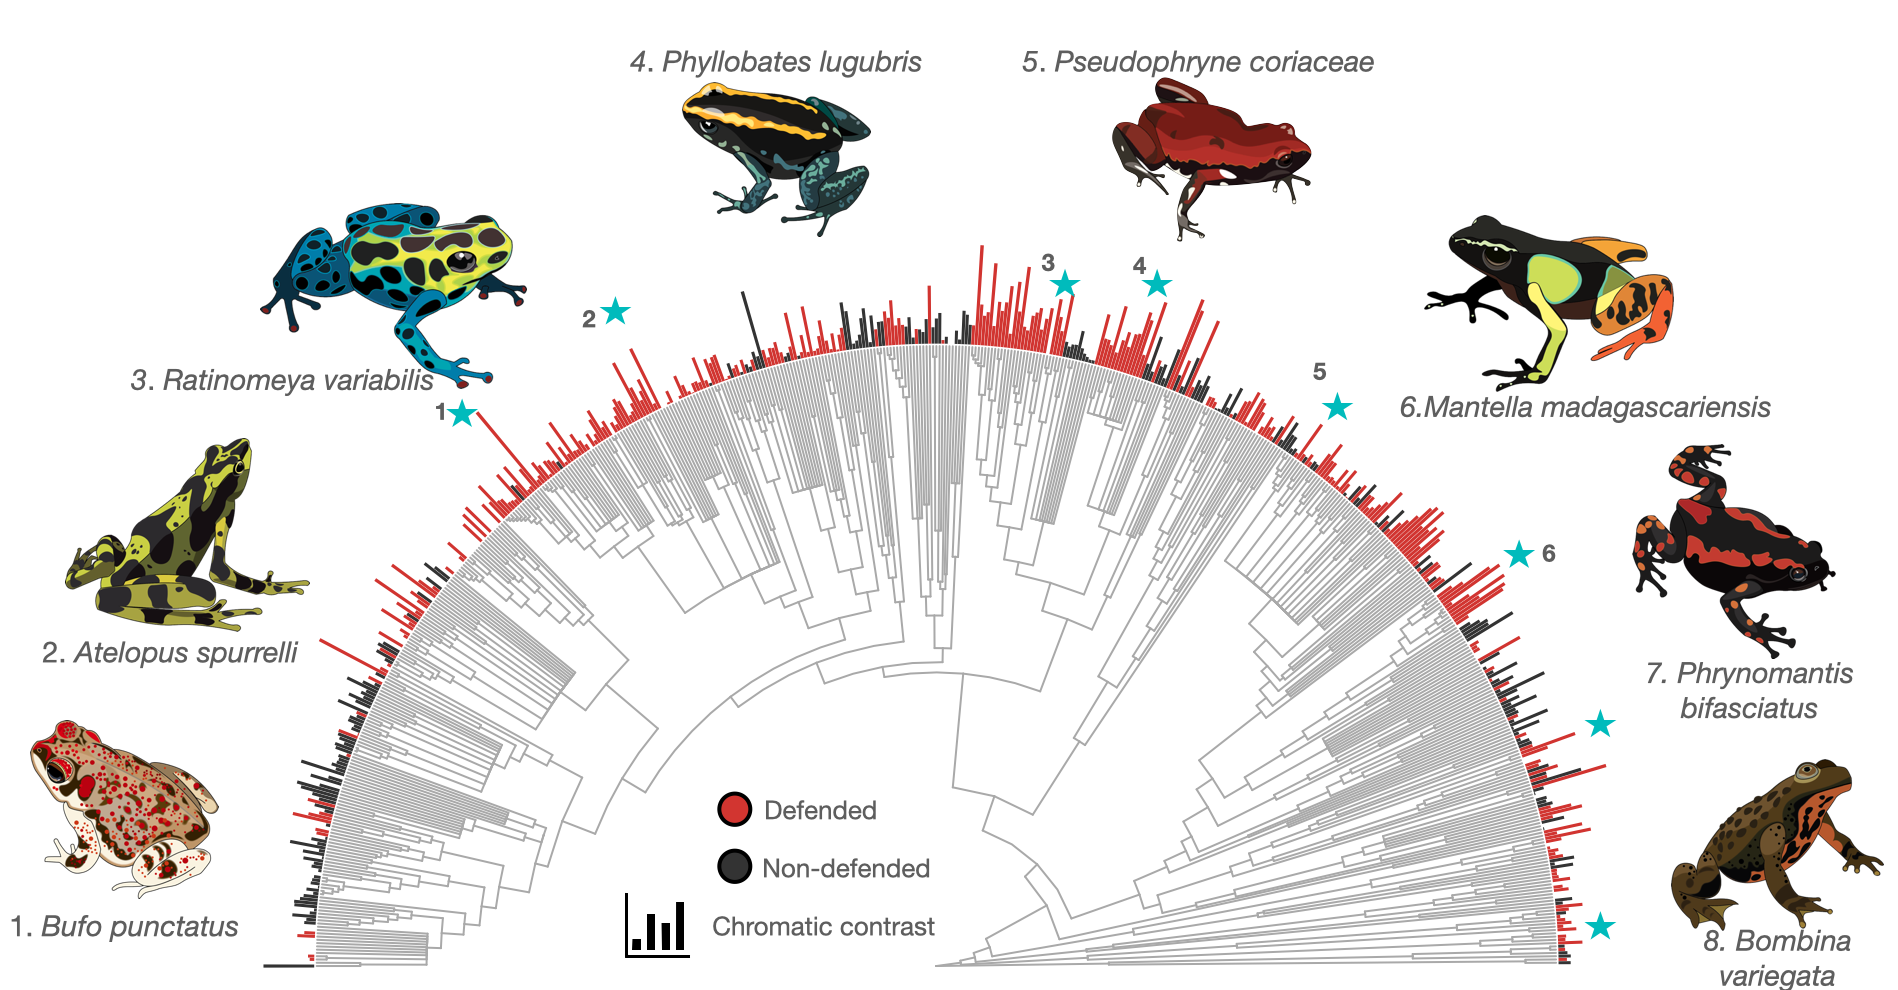 4. Phyllobates lugubris
5. Pseudophryne coriaceae
3. Ratinomeya variabilis
6.Mantella madagascariensis
2. Atelopus spurrelli
7. Phrynomantis
bifasciatus
1. Bufo punctatus
8. Bombina
variegata
1
2
3
4
5
6
Defended
Non-defended
Chromatic contrast